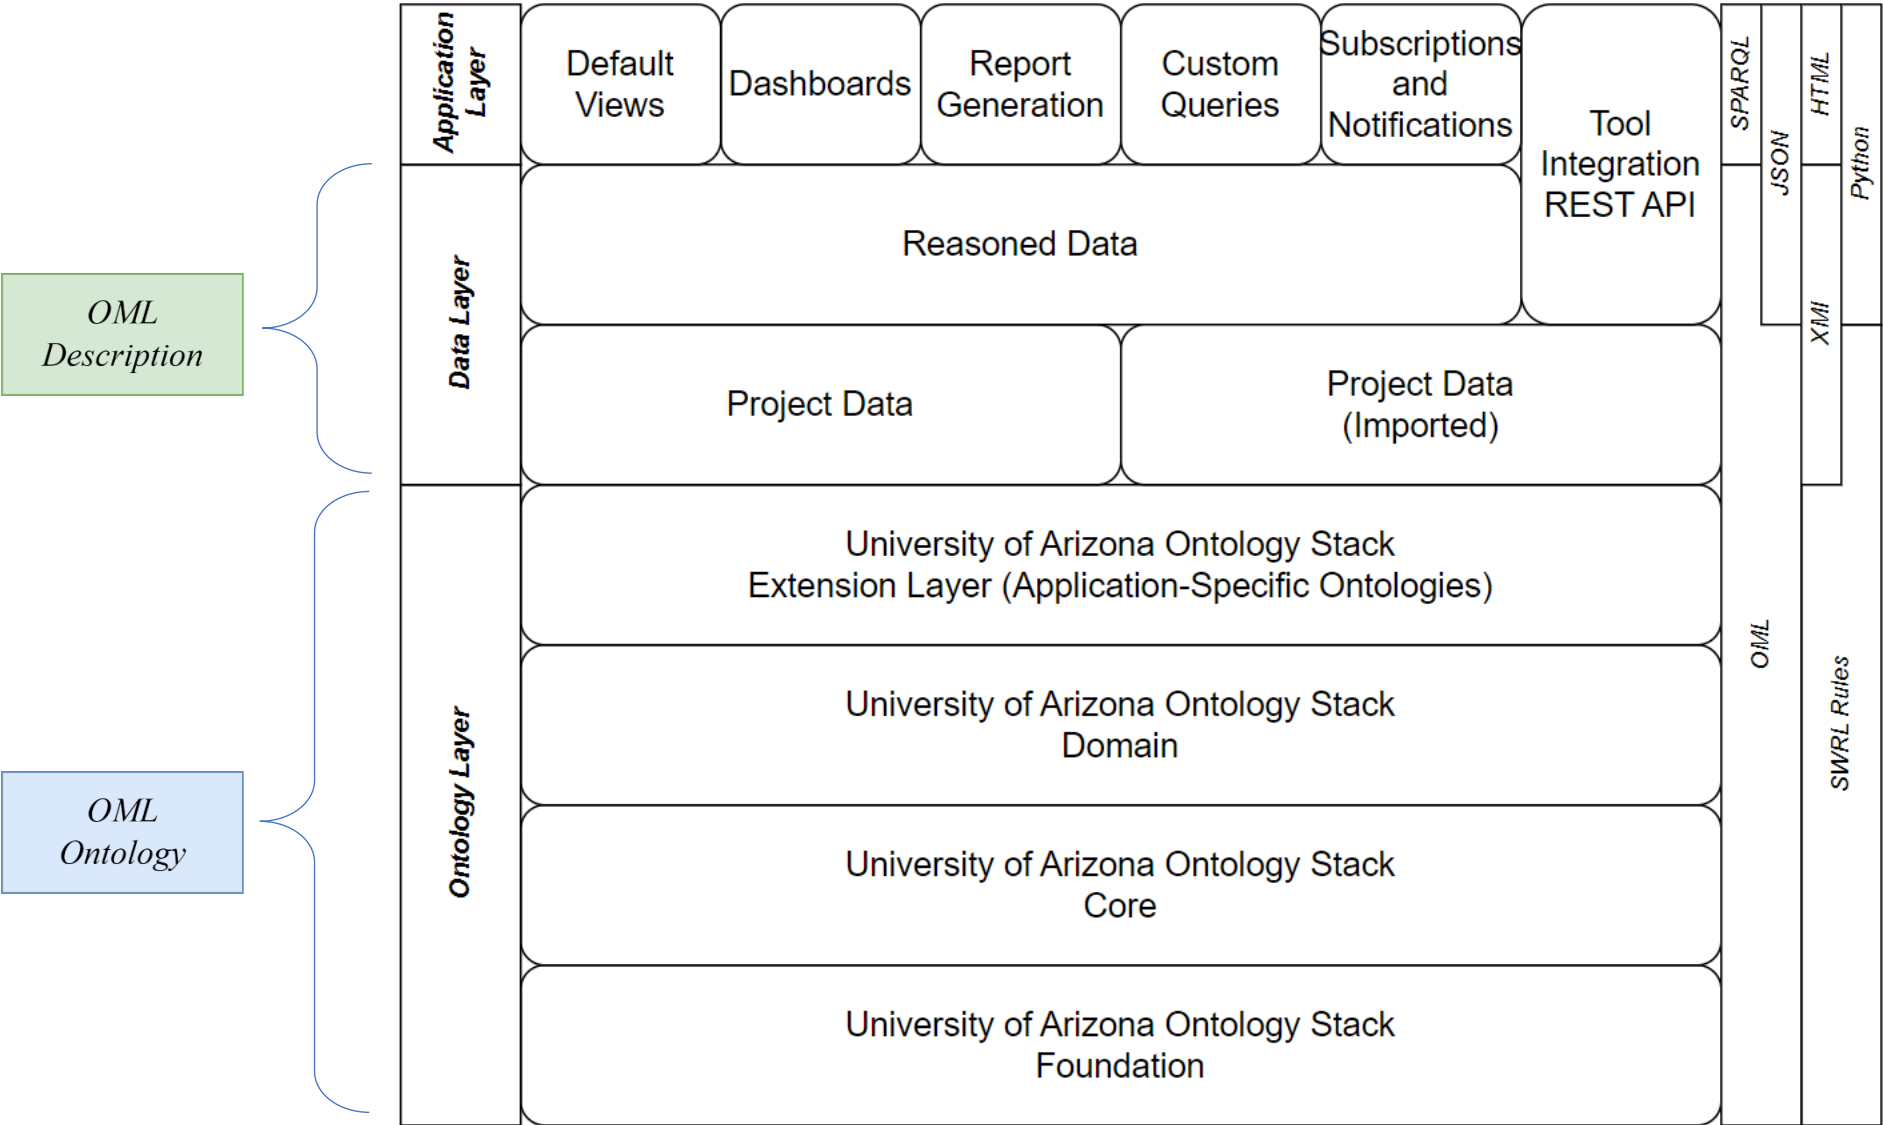 Application
Layer
Default
Views
Dashboards
Report
Generation
Custom
Queries
Subscriptions
and
Notifications
Tool
Integration
REST API
SPARQL
JSON
HTML
Python
OML
Description
Data Layer
Reasoned Data
XMI
Project Data
Project Data
(Imported)
OML
Ontology
Ontology Layer
University of Arizona Ontology Stack
Extension Layer (Application-Specific Ontologies)
University of Arizona Ontology Stack
Domain
University of Arizona Ontology Stack
Core
University of Arizona Ontology Stack
Foundation
OML
SWRL Rules